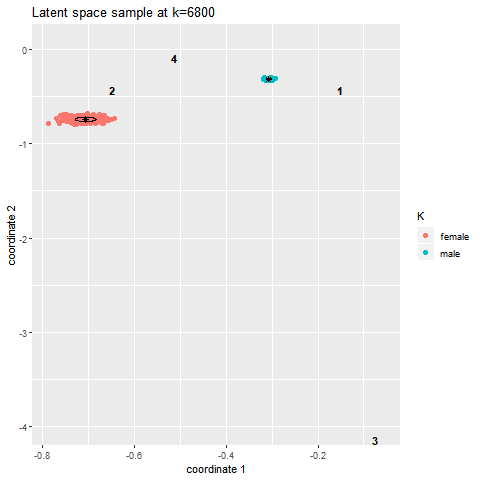 Latent space sample at k=6800
0
-1
-2
-3
-4
coordinate 2
4
2
1
3
-0.8
-0.6
-0.4
-0.2
coordinate 1
K
female
male